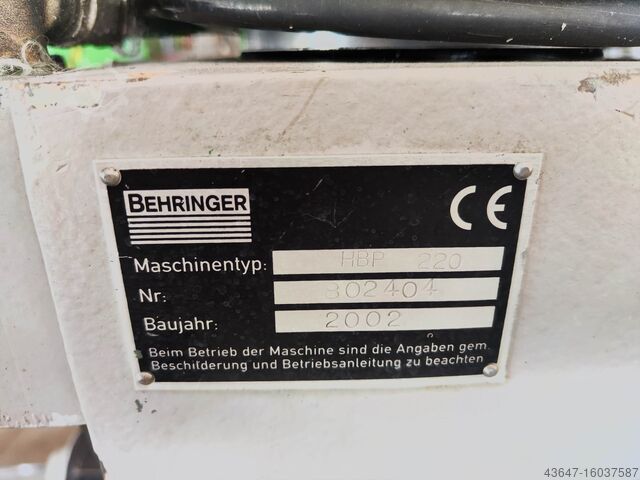 BEHRINGER
CE
Maschinentyp: HBP 220
Nr: 302404
Baujahr: 2002
Beim Betrieb der Maschine sind die Angaben gem.
Beschilderung und Betriebsanleitung zu beachten
43647-16037587